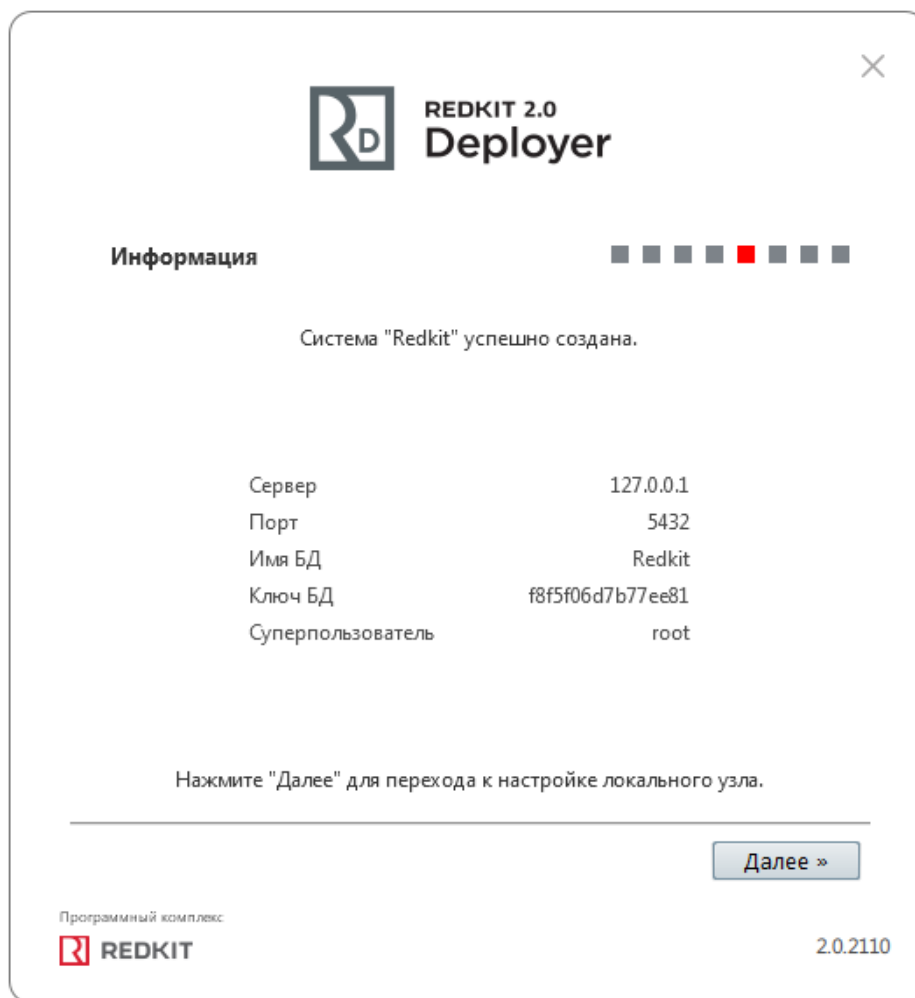 REDKIT 2.0
Deployer
Информация
Система "Redkit" успешно создана.
Сервер 127.0.0.1
Порт 5432
Имя БД Redkit
Ключ БД f8f5f06d7b77ee81
Суперпользователь root
Нажмите "Далее" для перехода к настройке локального узла.
Далее »
Программный комплекс
REDKIT
2.0.2110